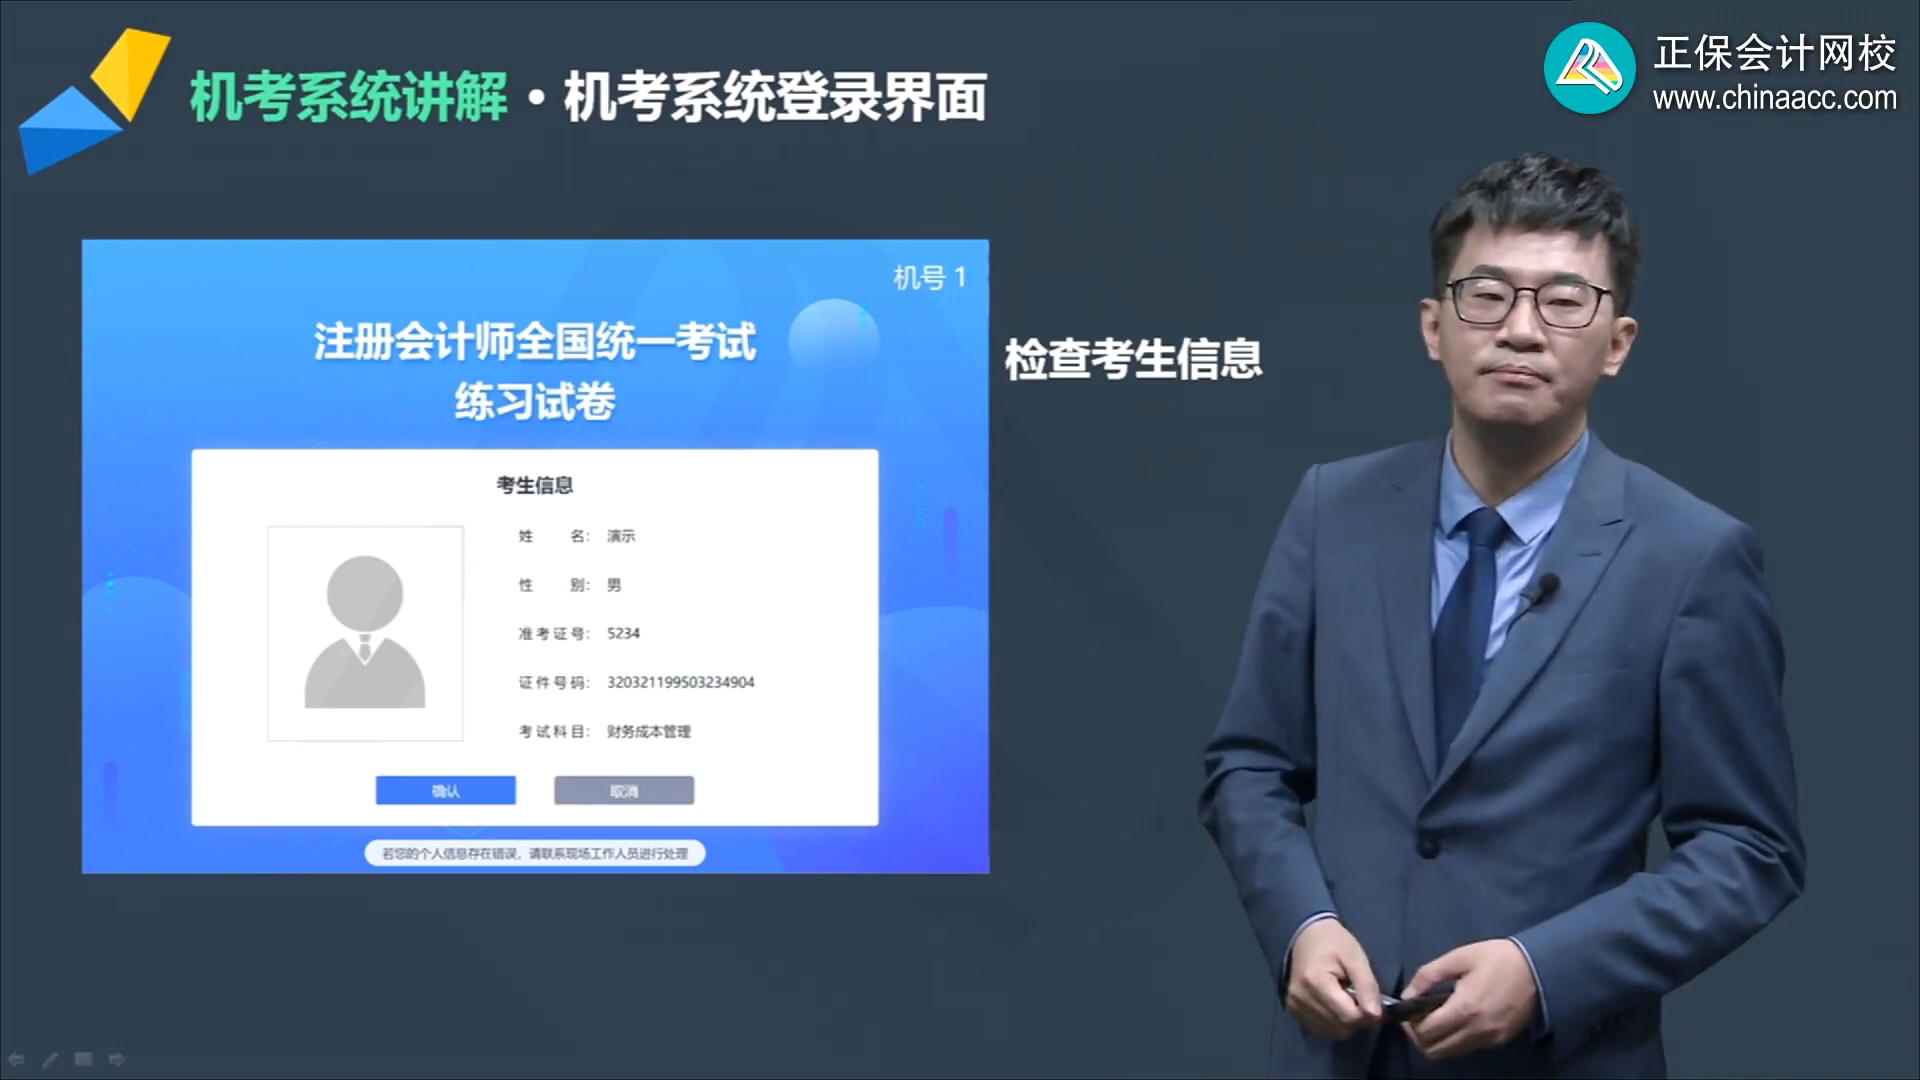 机考系统讲解·机考系统登录界面
正保会计网校
www.chinaacc.com
机号 1
注册会计师全国统一考试
练习试卷
检查考生信息
考生信息
姓名： 演示
性别： 男
准考证号： 5234
证件号码： 320321199503234904
考试科目： 财务成本管理
确认
取消
若您的个人信息存在错误，请联系现场工作人员进行处理